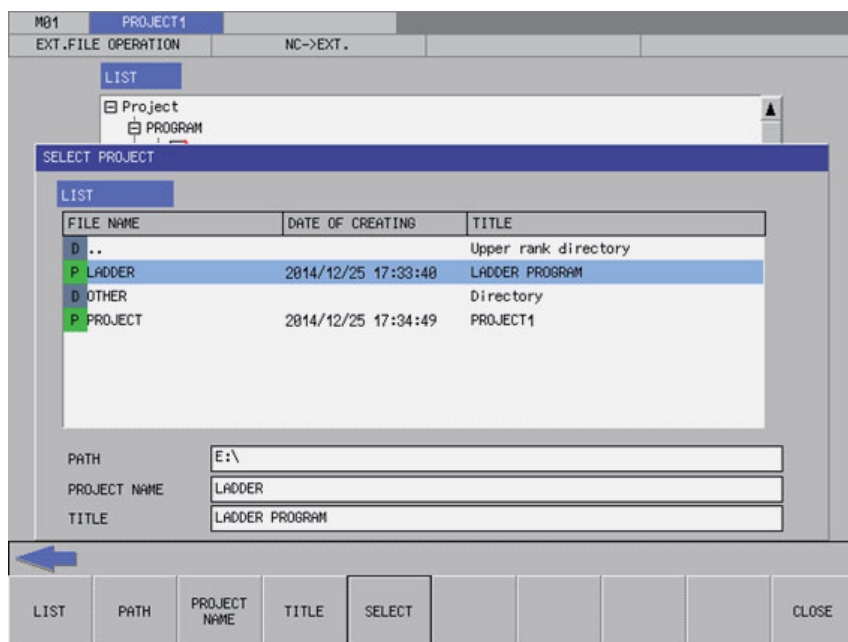 M01 PROJECT1
EXT.FILE OPERATION NC->EXT.
LIST
Project
PROGRAM
SELECT PROJECT
LIST
FILE NAME DATE OF CREATING TITLE
D .. Upper rank directory
P LADDER 2014/12/25 17:33:40 LADDER PROGRAM
D OTHER Directory
P PROJECT 2014/12/25 17:34:49 PROJECT1
PATH E:\
PROJECT NAME LADDER
TITLE LADDER PROGRAM
LIST PATH PROJECT NAME TITLE SELECT CLOSE